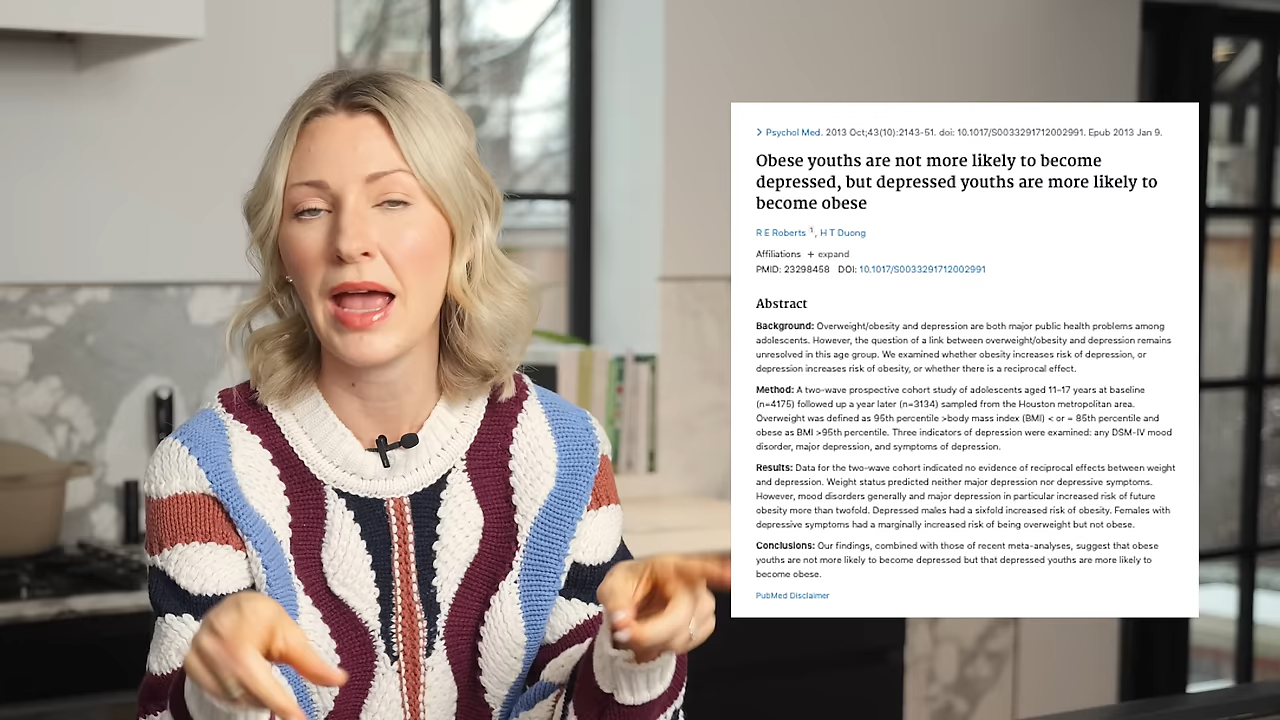 > Psychol Med. 2013 Oct;43(10):2143-51. doi: 10.1017/S0033291712002991. Epub 2013 Jan 9.
Obese youths are not more likely to become
depressed, but depressed youths are more likely to
become obese
R E Roberts 1, H T Duong
Affiliations + expand
PMID: 23298458 DOI: 10.1017/S0033291712002991
Abstract
Background: Overweight/obesity and depression are both major public health problems among
adolescents. However, the question of a link between overweight/obesity and depression remains
unresolved in this age group. We examined whether obesity increases risk of depression, or
depression increases risk of obesity, or whether there is a reciprocal effect.
Method: A two-wave prospective cohort study of adolescents aged 11-17 years at baseline
(n=4175) followed up a year later (n=3134) sampled from the Houston metropolitan area.
Overweight was defined as 95th percentile >body mass index (BMI) < or = 85th percentile and
obese as BMI >95th percentile. Three indicators of depression were examined: any DSM-IV mood
disorder, major depression, and symptoms of depression.
Results: Data for the two-wave cohort indicated no evidence of reciprocal effects between weight
and depression. Weight status predicted neither major depression nor depressive symptoms.
However, mood disorders generally and major depression in particular increased risk of future
obesity more than twofold. Depressed males had a sixfold increased risk of obesity. Females with
depressive symptoms had a marginally increased risk of being overweight but not obese.
Conclusions: Our findings, combined with those of recent meta-analyses, suggest that obese
youths are not more likely to become depressed but that depressed youths are more likely to
become obese.
PubMed Disclaimer